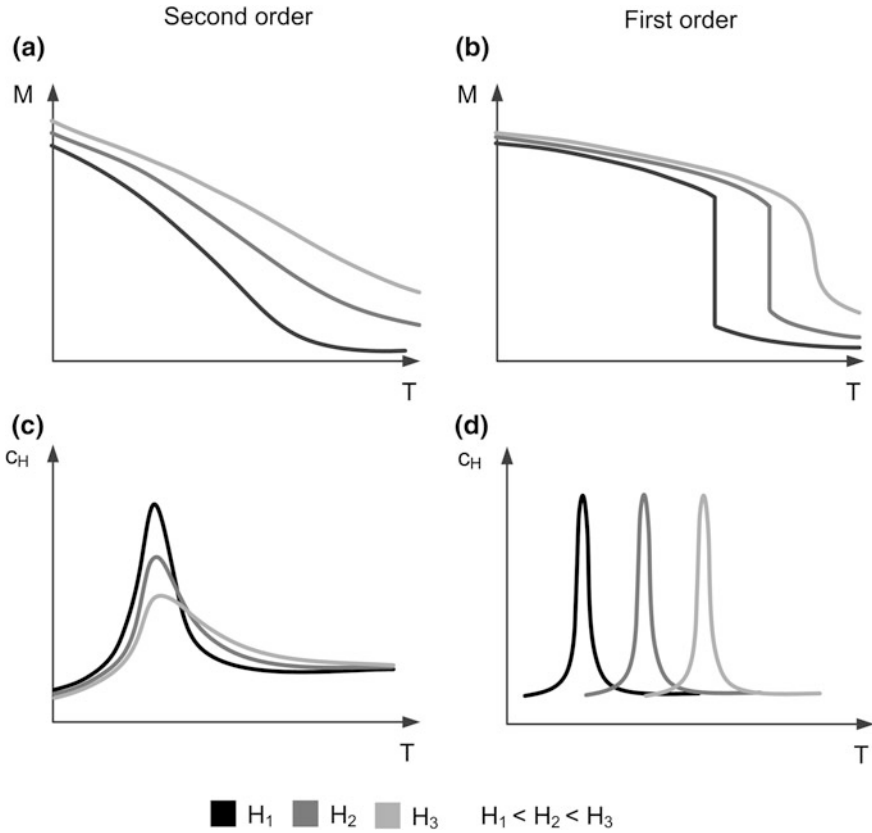 Second order
First order
(a)
(b)
M
M
T
T
(c)
(d)
cH
cH
T
T
H1 H2 H3 H1 < H2 < H3